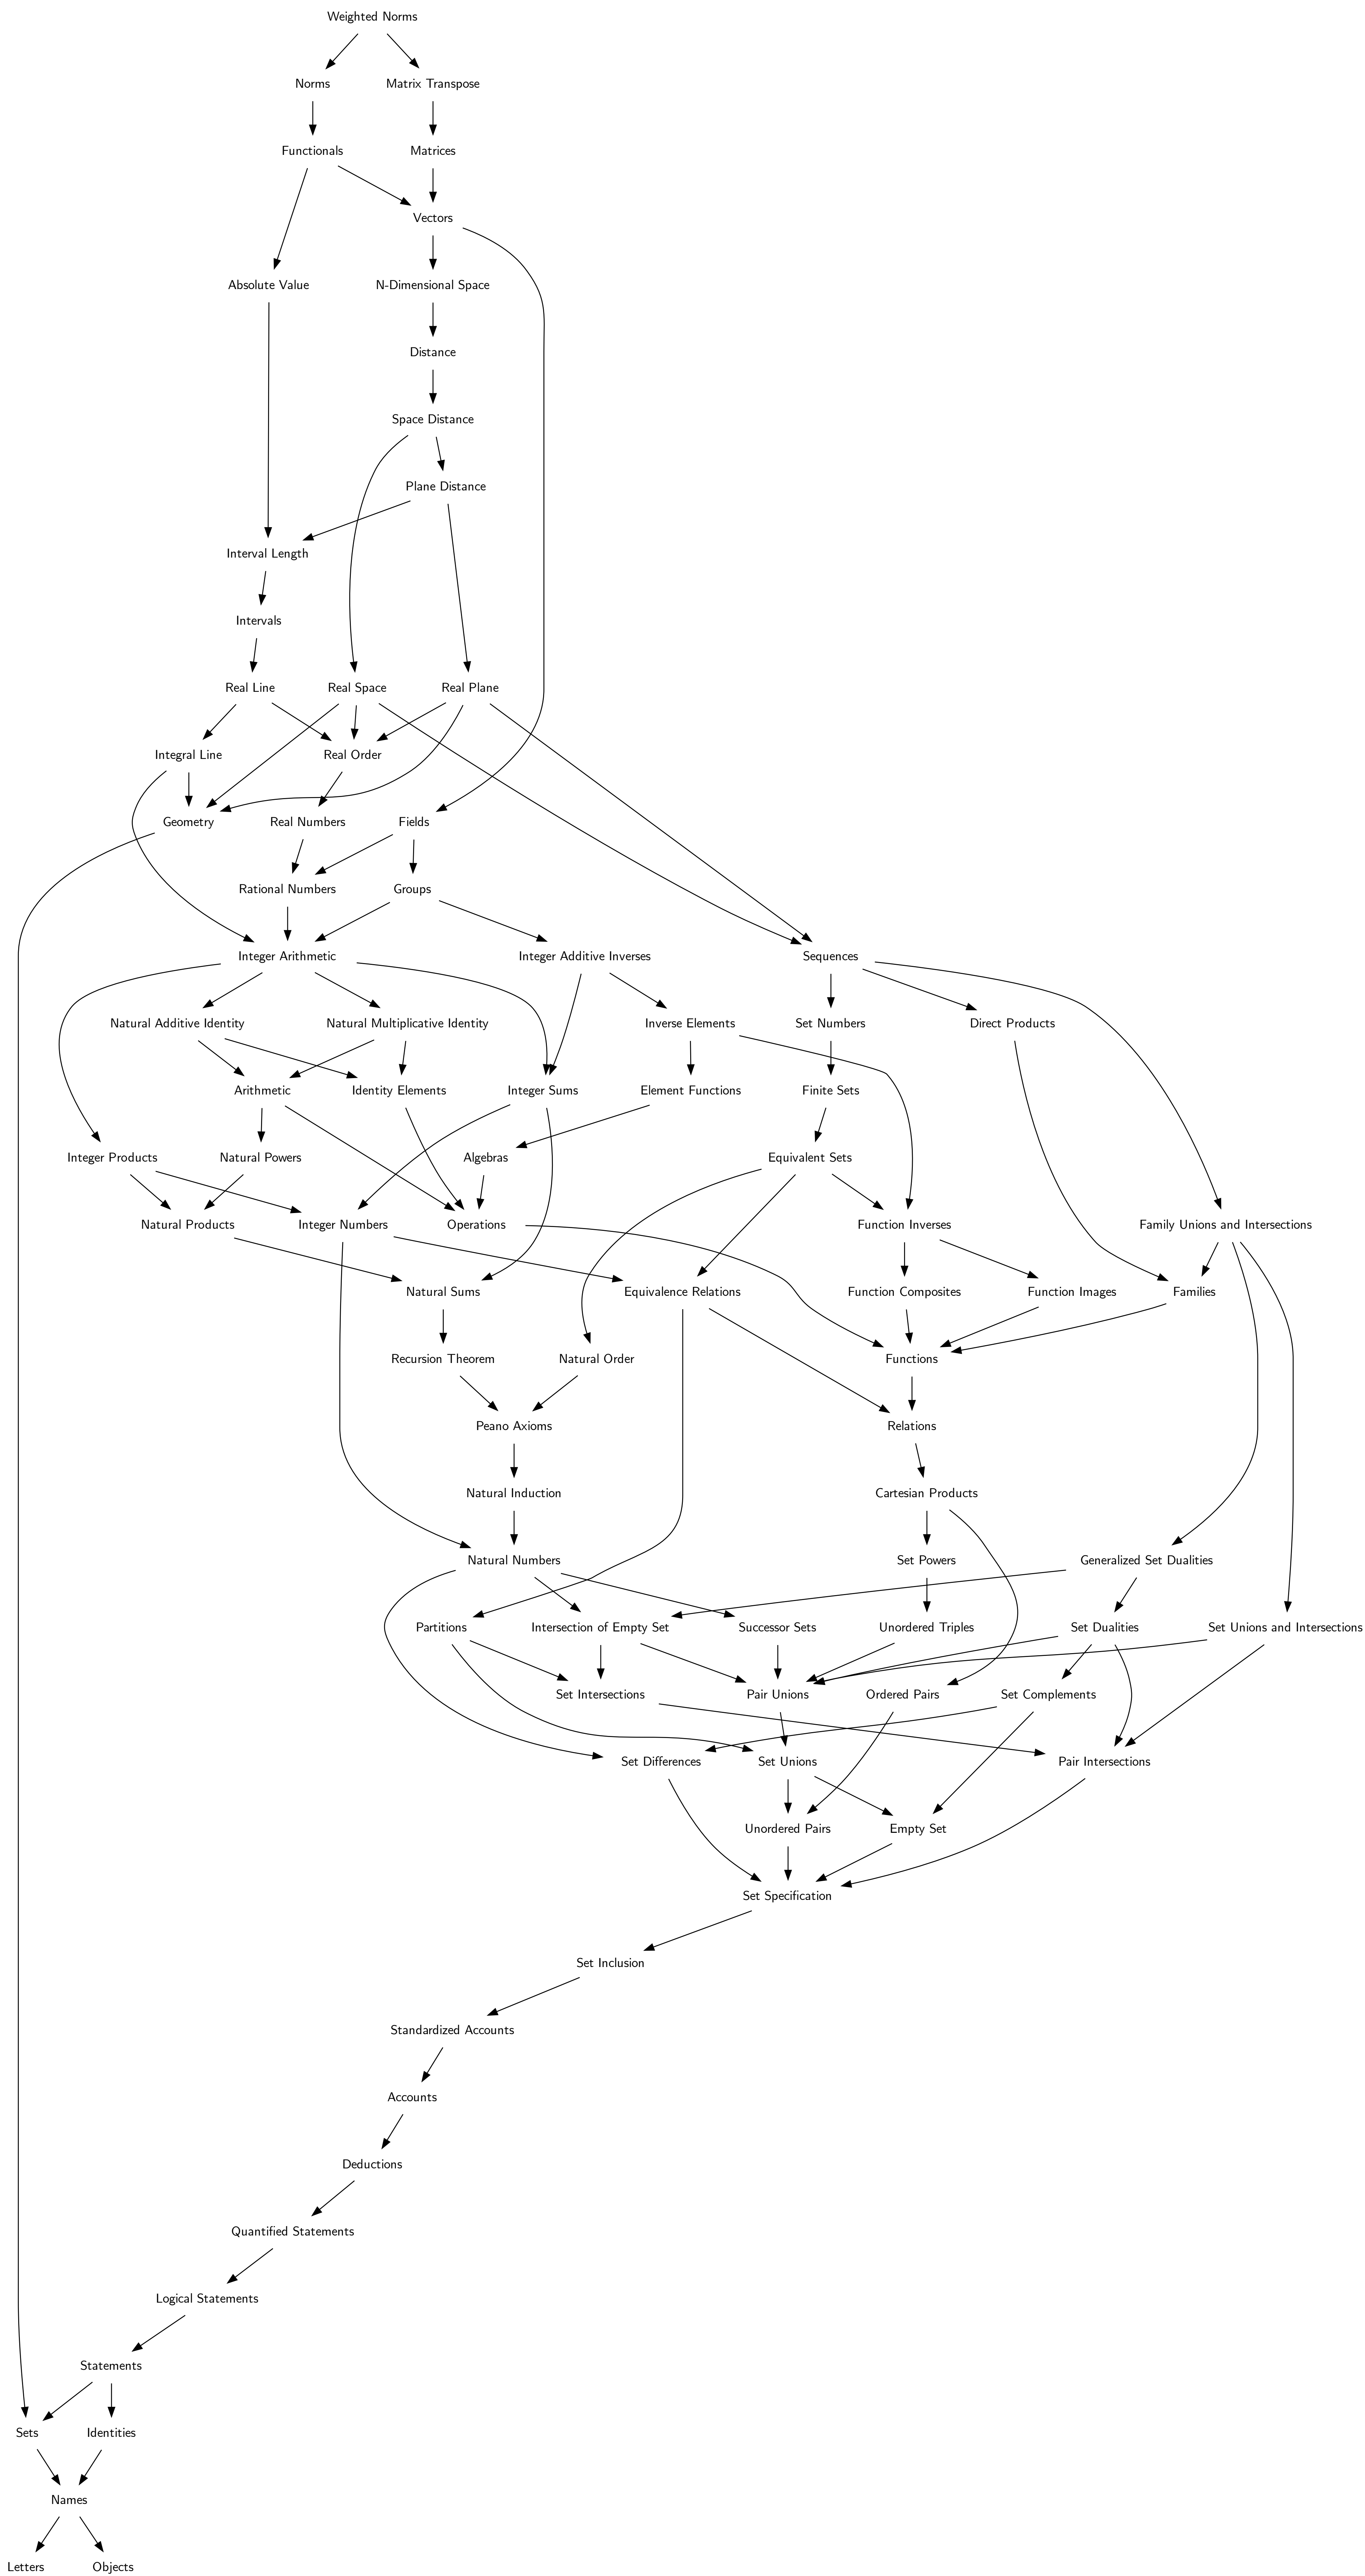 Weighted Norms
Norms
Matrix Transpose
Functionals
Matrices
Vectors
Absolute Value
N-Dimensional Space
Distance
Space Distance
Plane Distance
Interval Length
Intervals
Real Line
Real Space
Real Plane
Integral Line
Real Order
Geometry
Real Numbers
Fields
Rational Numbers
Groups
Integer Arithmetic
Integer Additive Inverses
Sequences
Natural Additive Identity
Natural Multiplicative Identity
Inverse Elements
Set Numbers
Direct Products
Arithmetic
Identity Elements
Integer Sums
Element Functions
Finite Sets
Integer Products
Natural Powers
Algebras
Equivalent Sets
Natural Products
Integer Numbers
Operations
Function Inverses
Family Unions and Intersections
Natural Sums
Equivalence Relations
Function Composites
Function Images
Families
Recursion Theorem
Natural Order
Functions
Peano Axioms
Relations
Natural Induction
Cartesian Products
Natural Numbers
Set Powers
Generalized Set Dualities
Partitions
Intersection of Empty Set
Successor Sets
Unordered Triples
Set Dualities
Set Unions and Intersections
Set Intersections
Pair Unions
Ordered Pairs
Set Complements
Set Differences
Set Unions
Pair Intersections
Unordered Pairs
Empty Set
Set Specification
Set Inclusion
Standardized Accounts
Accounts
Deductions
Quantified Statements
Logical Statements
Statements
Sets
Identities
Names
Letters
Objects